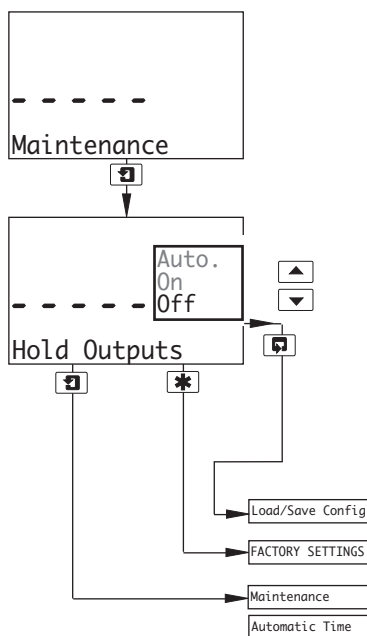 Maintenance
Auto.
On
Off
Hold Outputs
Load/Save Config
FACTORY SETTINGS
Maintenance
Automatic Time